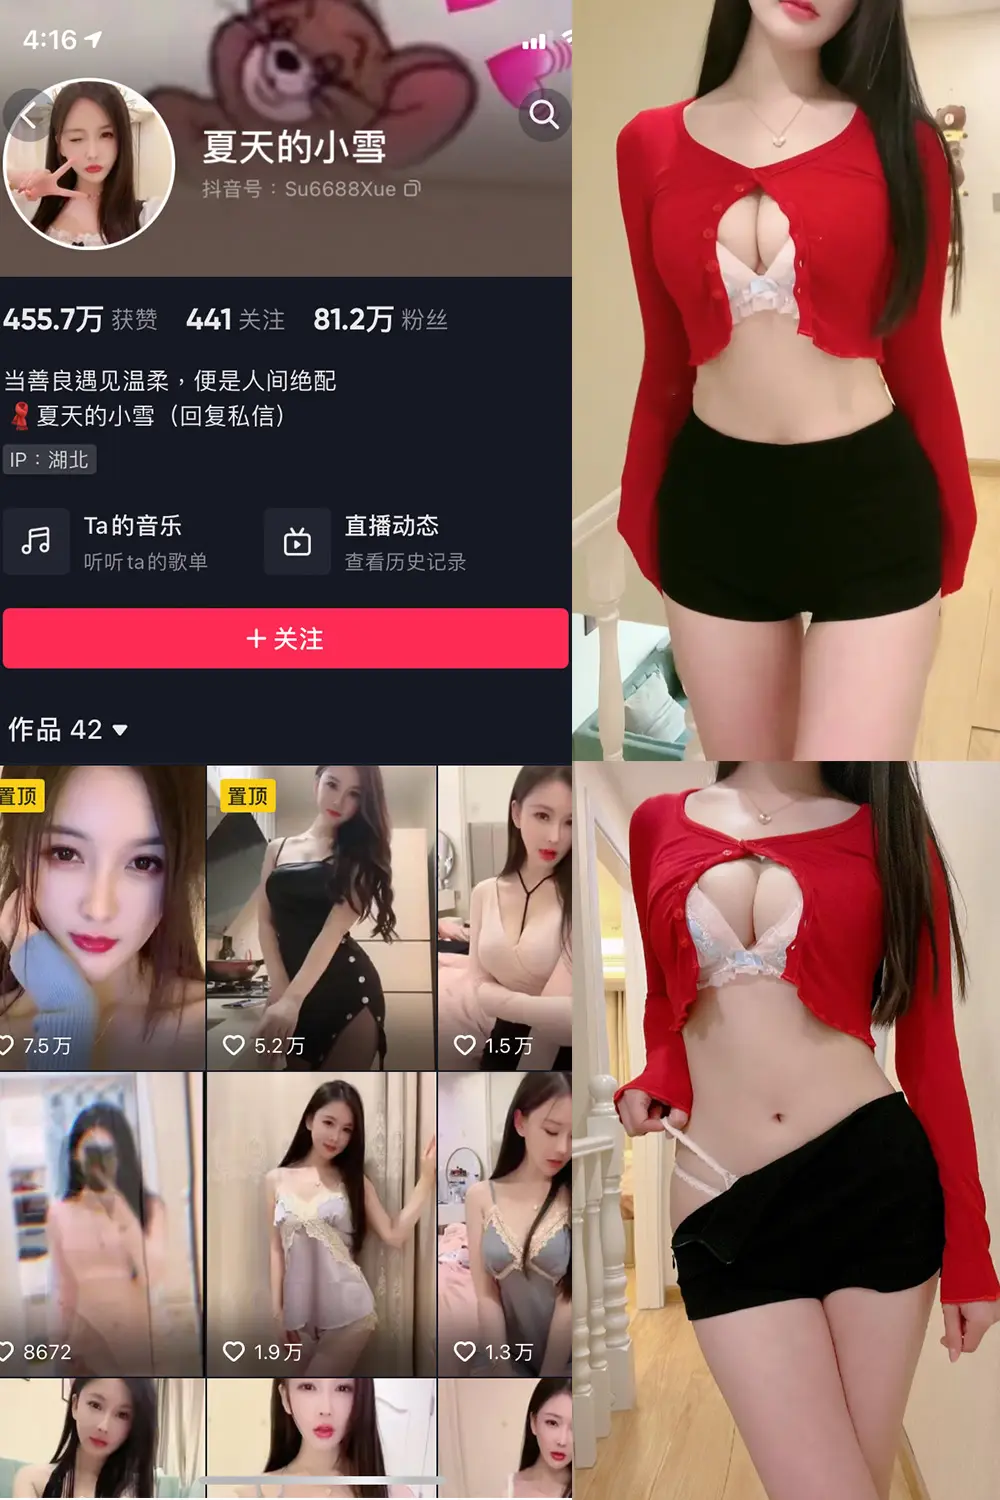 4:16
夏天的小雪
抖音号：Su6688Xue
455.7万 获赞 441 关注 81.2万 粉丝
当善良遇见温柔，便是人间绝配
夏天的小雪（回复私信）
IP：湖北
Ta的音乐
听听ta的歌单
直播动态
查看历史记录
+ 关注
作品 42
置顶
置顶
7.5万
5.2万
1.5万
8672
1.9万
1.3万